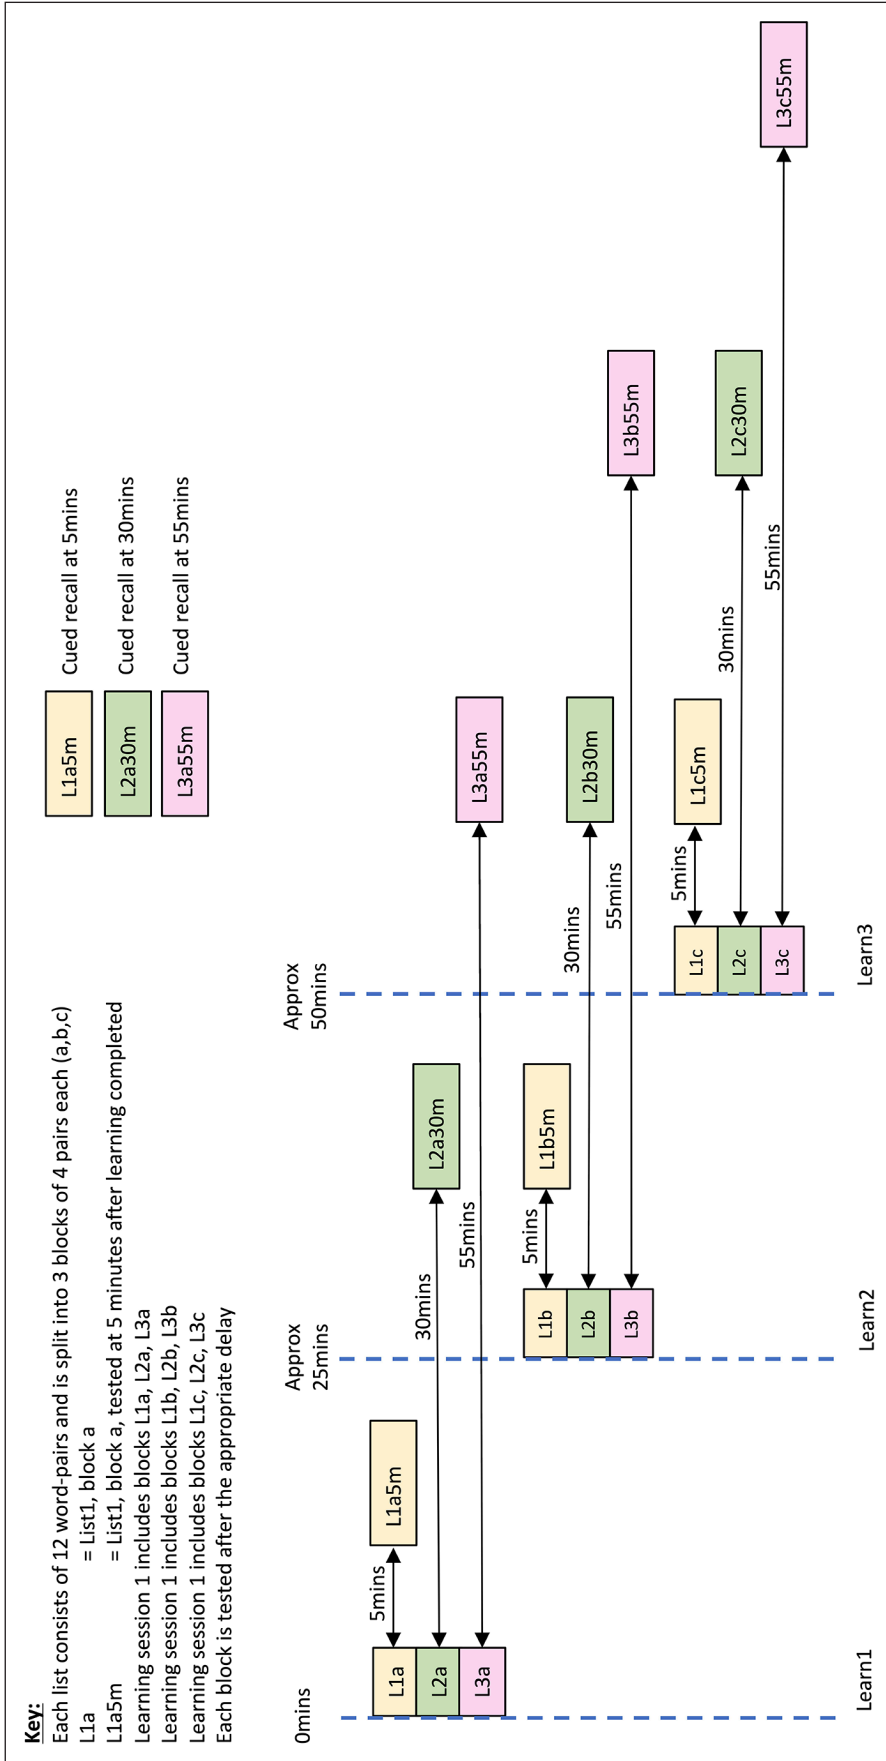 Key:
Each list consists of 12 word-pairs and is split into 3 blocks of 4 pairs each (a,b,c)
L1a = List1, block a
L1a5m = List1, block a, tested at 5 minutes after learning completed
Learning session 1 includes blocks L1a, L2a, L3a
Learning session 1 includes blocks L1b, L2b, L3b
Learning session 1 includes blocks L1c, L2c, L3c
Each block is tested after the appropriate delay
L1a5m Cued recall at 5mins
L2a30m Cued recall at 30mins
L3a55m Cued recall at 55mins
0mins
Approx
25mins
Approx
50mins
L1a
5mins
L1a5m
L2a
30mins
L2a30m
L3a
55mins
L3a55m
L1b
5mins
L1b5m
L2b
30mins
L2b30m
L3b
55mins
L3b55m
L1c
5mins
L1c5m
L2c
30mins
L2c30m
L3c
55mins
L3c55m
Learn1
Learn2
Learn3